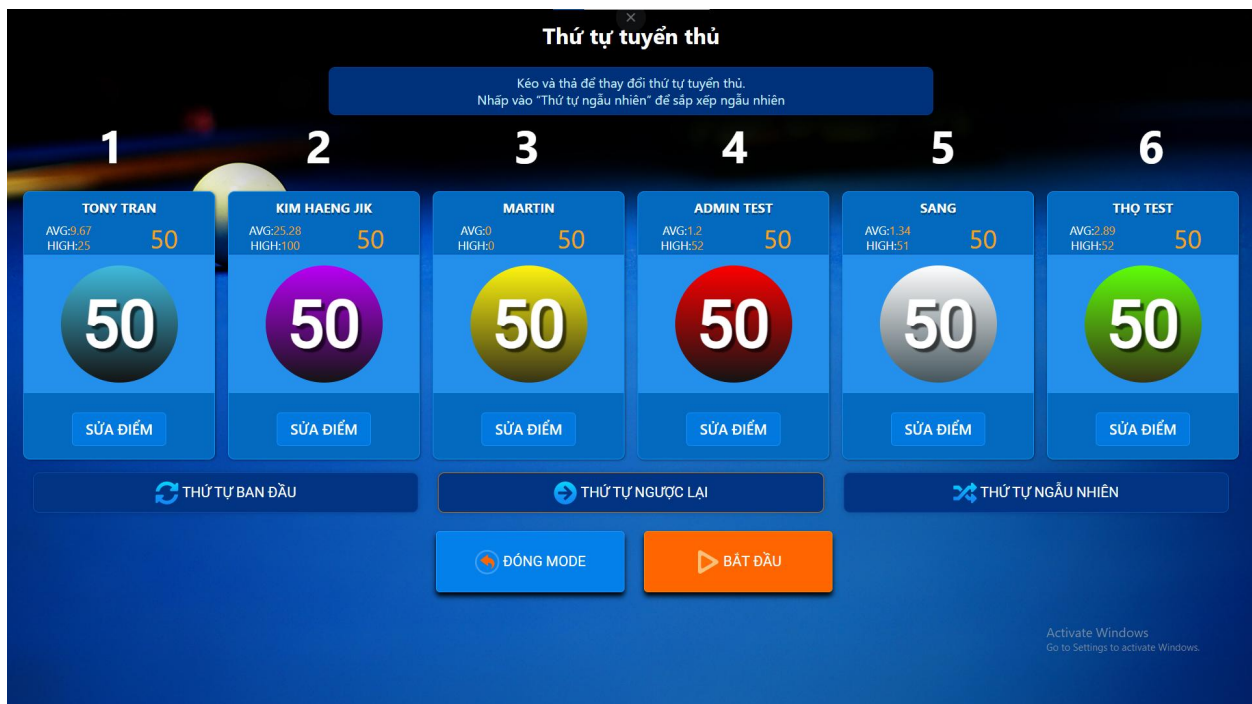 Thứ tự tuyển thủ
Kéo và thả để thay đổi thứ tự tuyển thủ.
Nhấp vào "Thứ tự ngẫu nhiên" để sắp xếp ngẫu nhiên
1 2 3 4 5 6
TONY TRAN
AVG:9.67
HIGH:25
50
50
SỬA ĐIỂM
KIM HAENG JIK
AVG:25.28
HIGH:100
50
50
SỬA ĐIỂM
MARTIN
AVG:0
HIGH:0
50
50
SỬA ĐIỂM
ADMIN TEST
AVG:1.2
HIGH:52
50
50
SỬA ĐIỂM
SANG
AVG:1.34
HIGH:51
50
50
SỬA ĐIỂM
THỌ TEST
AVG:2.89
HIGH:52
50
50
SỬA ĐIỂM
THỨ TỰ BAN ĐẦU
THỨ TỰ NGƯỢC LẠI
THỨ TỰ NGẪU NHIÊN
ĐÓNG MODE
BẮT ĐẦU
Activate Windows
Go to Settings to activate Windows.